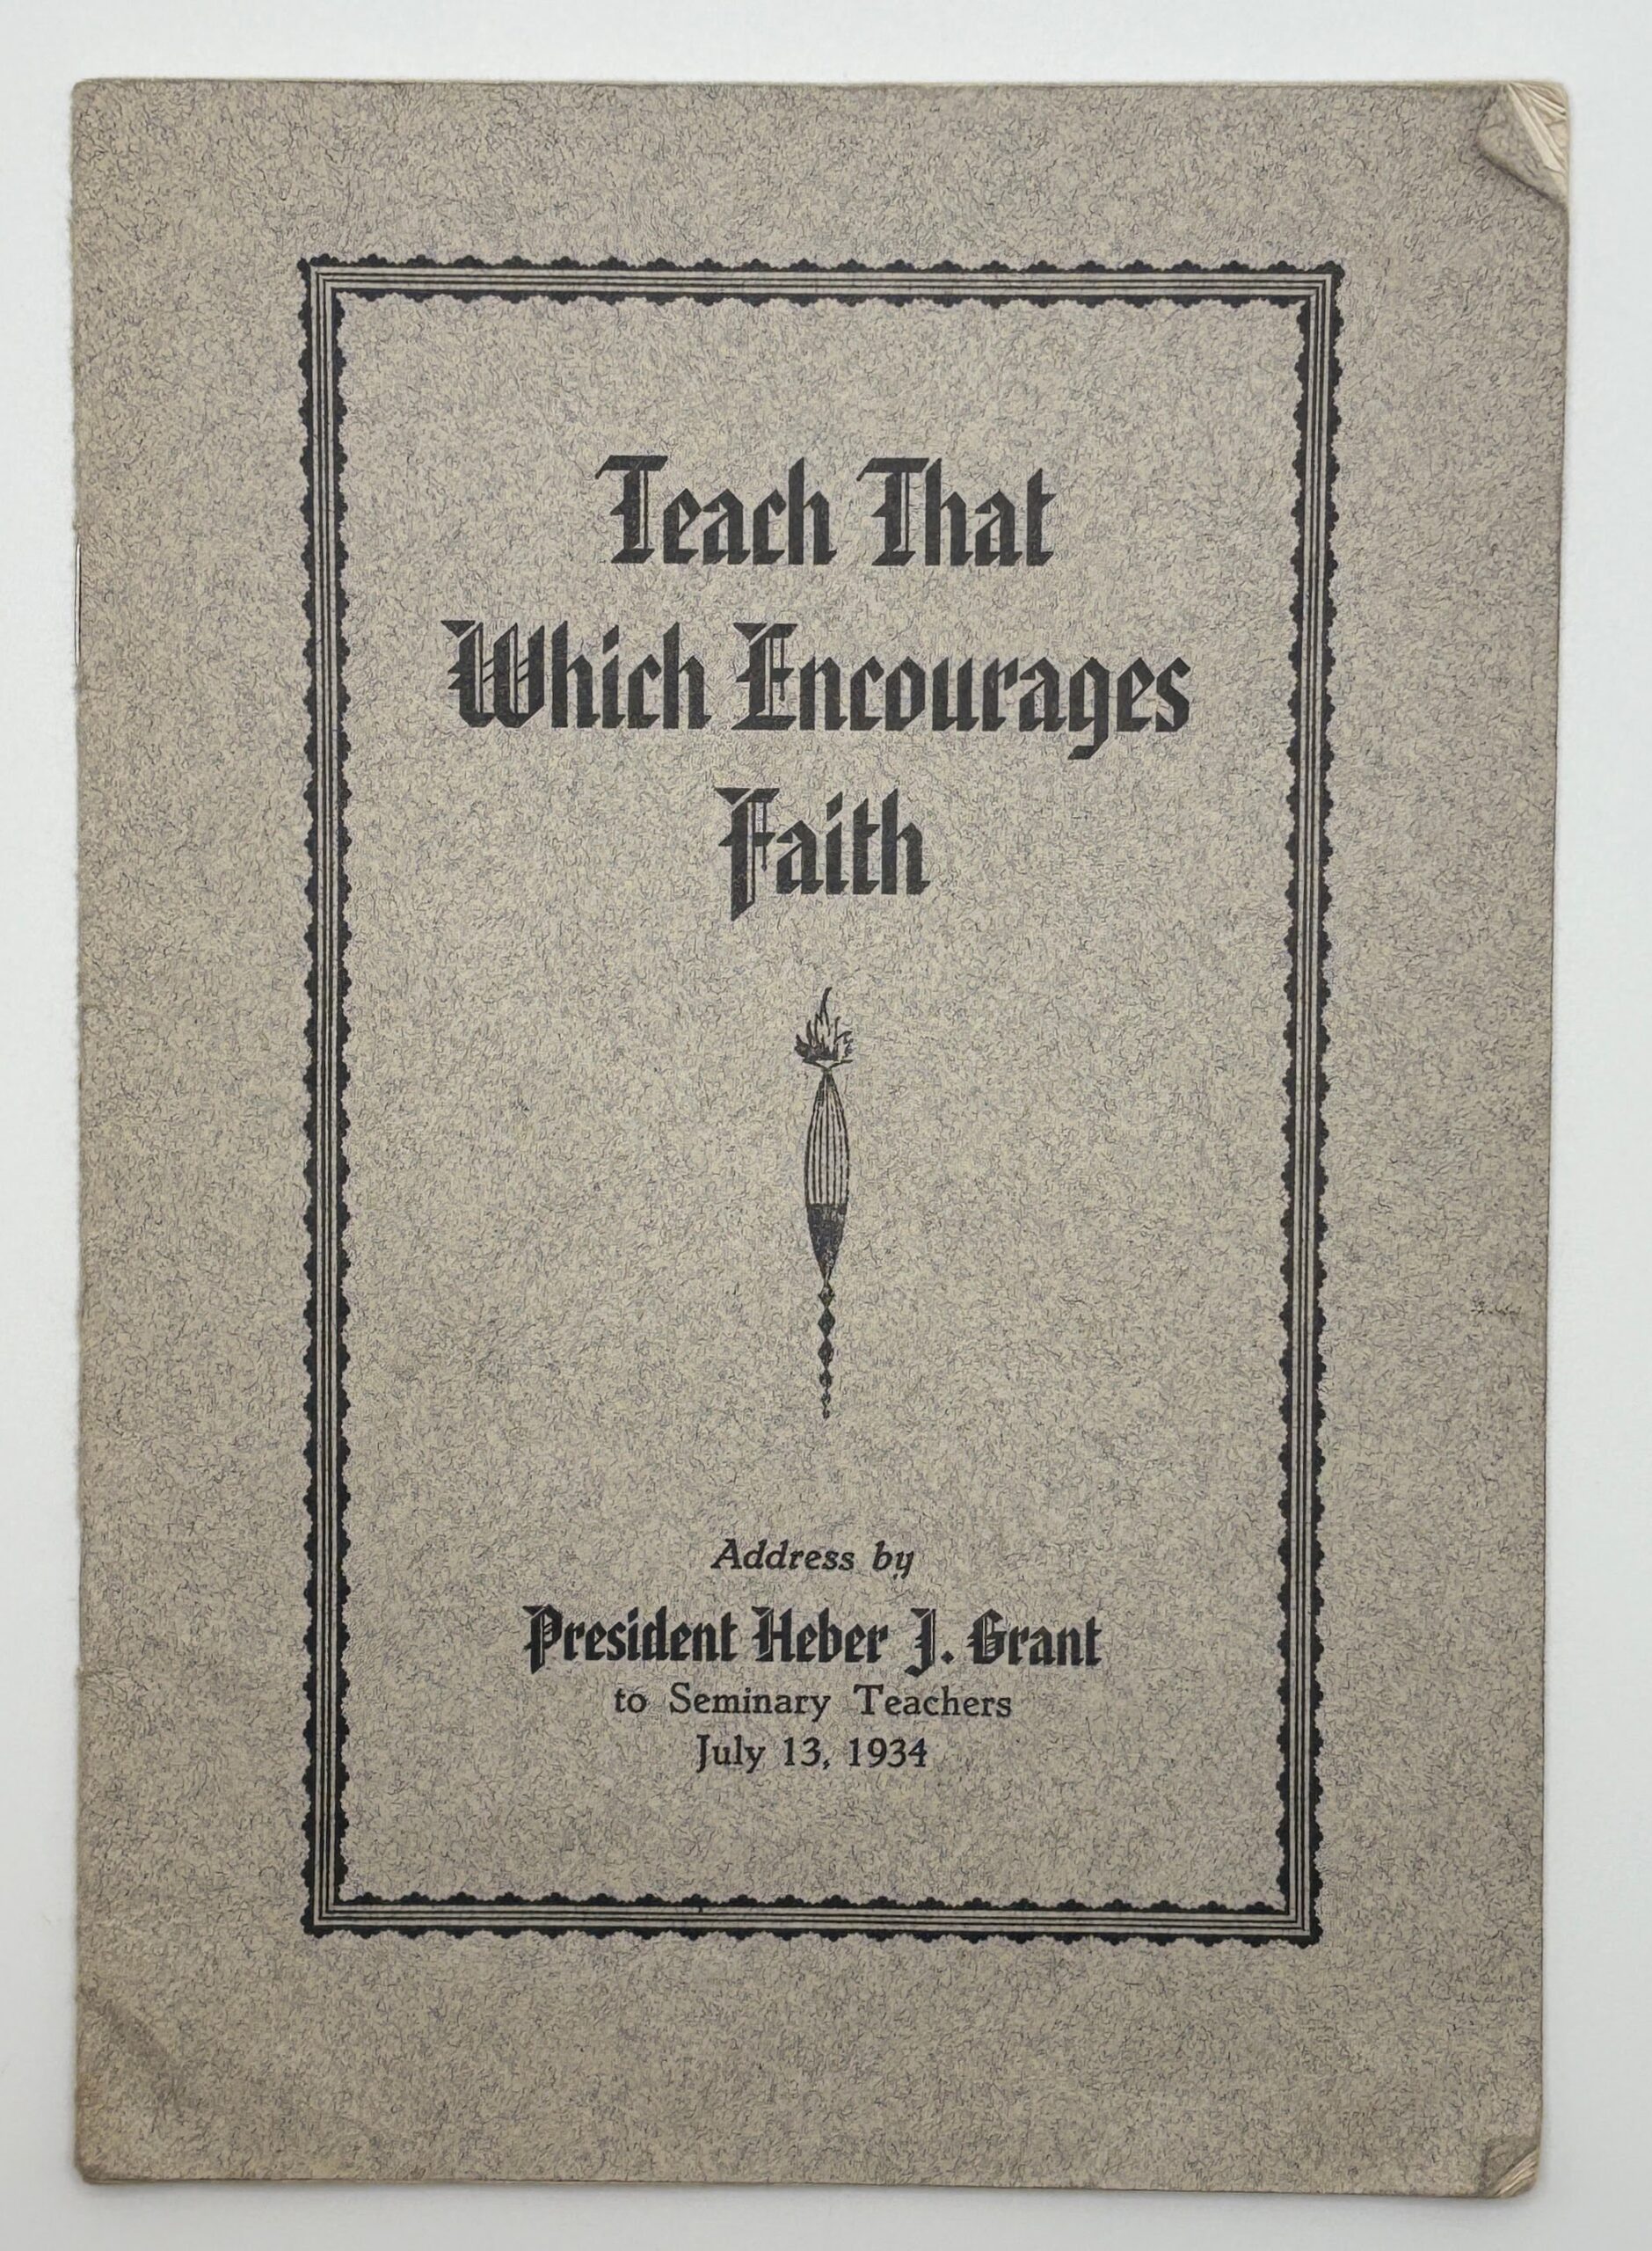 Teach That
Which Encourages
Faith
Address by
President Heber J. Grant
to Seminary Teachers
July 13, 1934